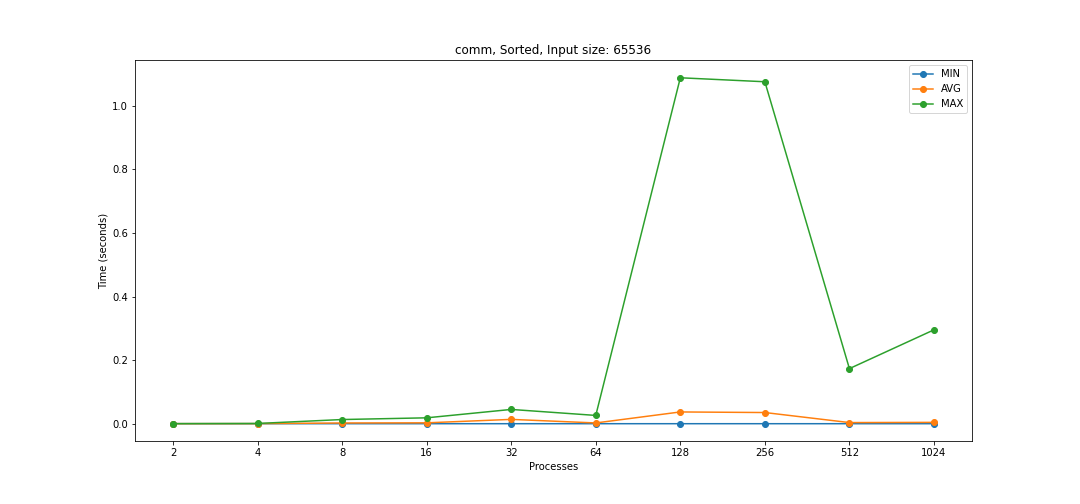 comm, Sorted, Input size: 65536
MIN
AVG
MAX
1.0
0.8
0.6
0.4
0.2
0.0
Time (seconds)
2 4 8 16 32 64 128 256 512 1024
Processes